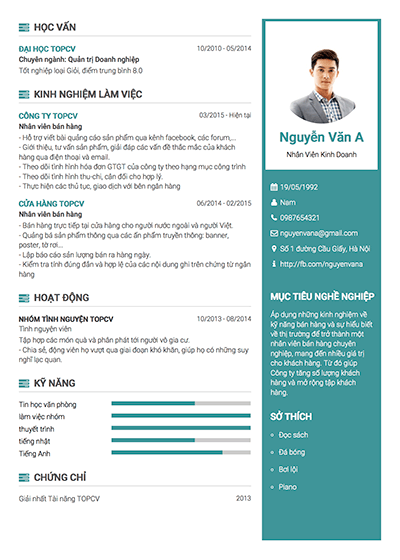 HỌC VẤN
ĐẠI HỌC TOPCV 10/2010 - 05/2014
Chuyên ngành: Quản trị Doanh nghiệp
Tốt nghiệp loại Giỏi, điểm trung bình 8.0
KINH NGHIỆM LÀM VIỆC
CÔNG TY TOPCV 03/2015 - Hiện tại
Nhân viên bán hàng
- Hỗ trợ viết bài quảng cáo sản phẩm qua kênh facebook, các forum,...
- Giới thiệu, tư vấn sản phẩm, giải đáp các vấn đề thắc mắc của khách
hàng qua điện thoại và email.
- Theo dõi tình hình hóa đơn GTGT của công ty theo hạng mục công trình
- Theo dõi tình hình thu-chi, cân đối cho hợp lý.
- Thực hiện các thủ tục, giao dịch với bên ngân hàng
CỬA HÀNG TOPCV 06/2014 - 02/2015
Nhân viên bán hàng
- Bán hàng trực tiếp tại cửa hàng cho người nước ngoài và người Việt.
- Quảng bá sản phẩm thông qua các ấn phẩm truyền thông: banner,
poster, tờ rơi...
- Lập báo cáo sản lượng bán ra hàng ngày.
- Kiểm tra tính đúng đắn và hợp lệ của các nội dung ghi trên chứng từ ngân
hàng
HOẠT ĐỘNG
NHÓM TÌNH NGUYỆN TOPCV 10/2013 - 08/2014
Tình nguyện viên
Tập hợp các món quà và phân phát tới người vô gia cư.
- Chia sẻ, động viên họ vượt qua giai đoạn khó khăn, giúp họ có những suy
nghĩ lạc quan.
KỸ NĂNG
Tin học văn phòng
làm việc nhóm
thuyết trình
tiếng nhật
Tiếng Anh
CHỨNG CHỈ
Giải nhất Tài năng TOPCV 2013
Nguyễn Văn A
Nhân Viên Kinh Doanh
19/05/1992
Nam
0987654321
nguyenvana@gmail.com
Số 1 đường Cầu Giấy, Hà Nội
http://fb.com/nguyenvana
MỤC TIÊU NGHỀ NGHIỆP
Áp dụng những kinh nghiệm về
kỹ năng bán hàng và sự hiểu biết
về thị trường để trở thành một
nhân viên bán hàng chuyên
nghiệp, mang đến nhiều giá trị
cho khách hàng. Từ đó giúp
Công ty tăng số lượng khách
hàng và mở rộng tập khách
hàng.
SỞ THÍCH
Đọc sách
Đá bóng
Bơi lội
Piano